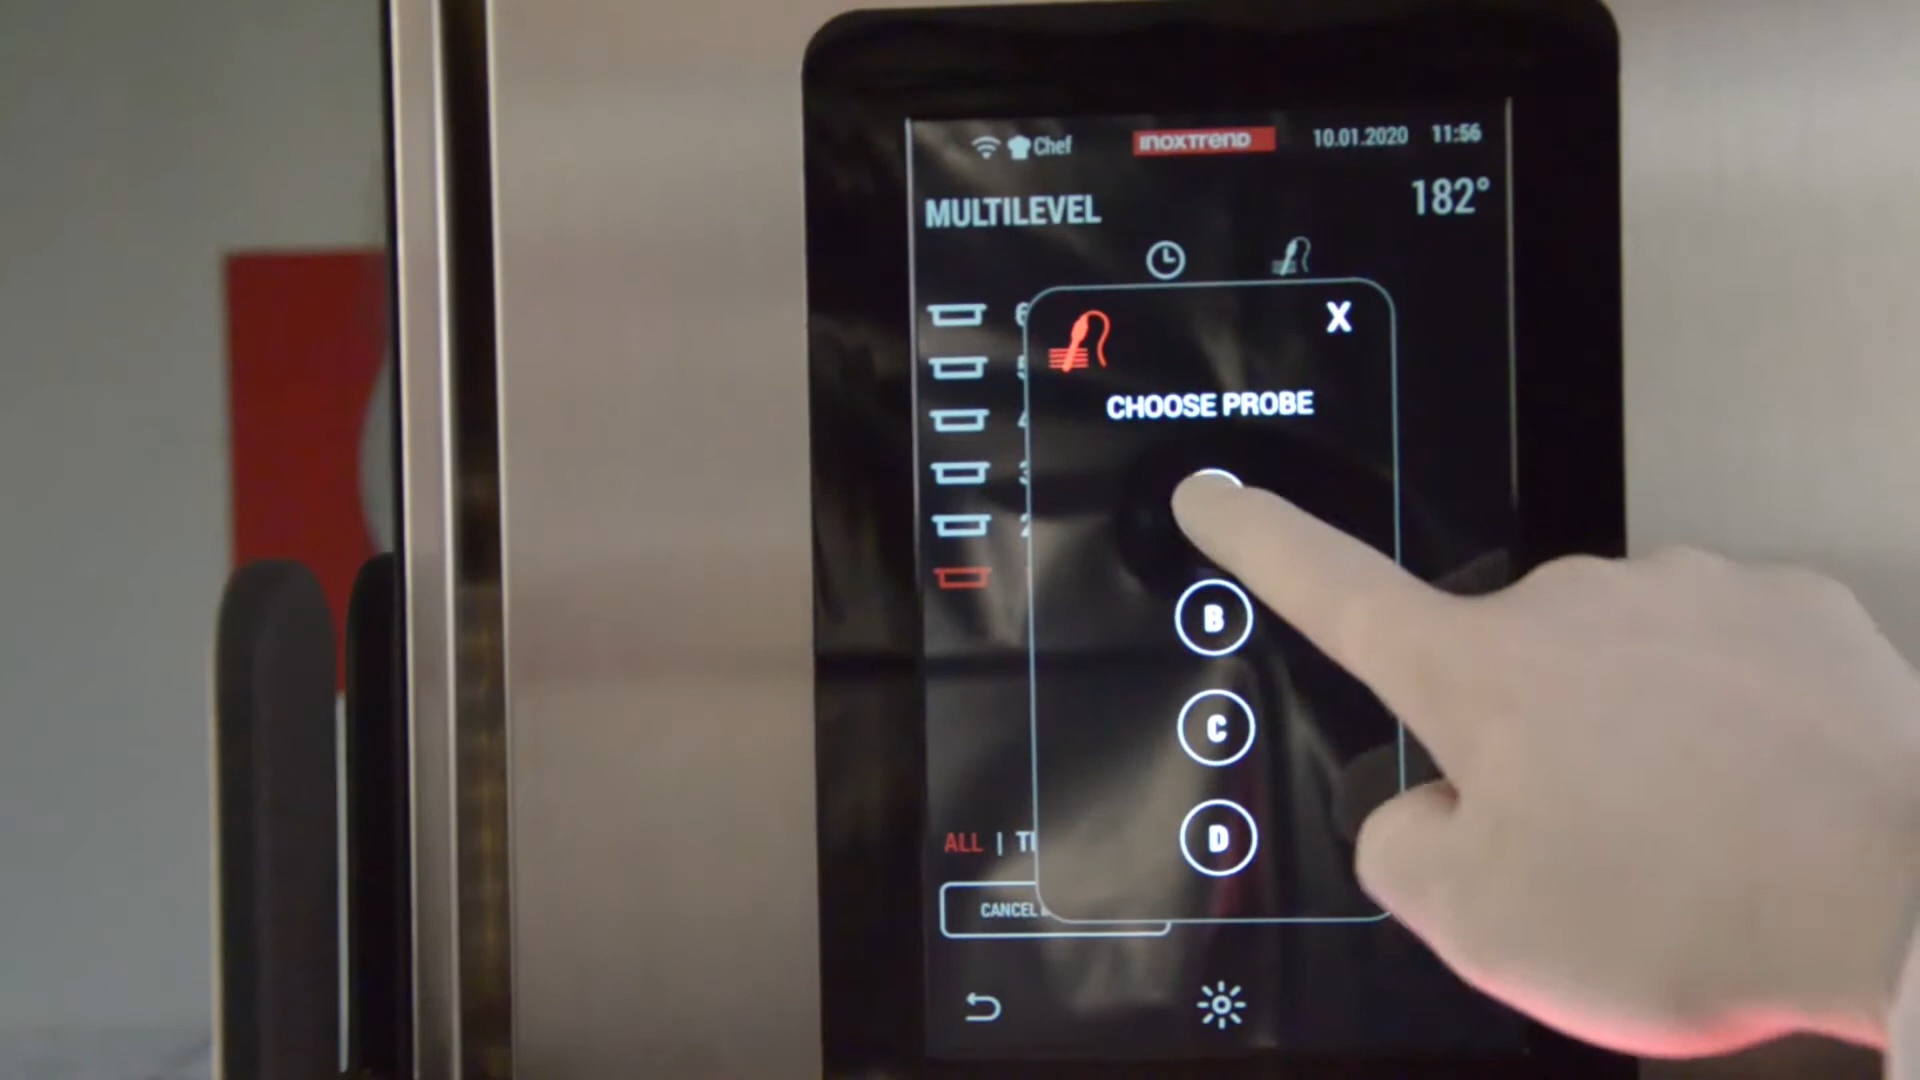 Chef INOXTREND 10.01.2020 11:56
MULTILEVEL 182°
X
CHOOSE PROBE
B
C
D
ALL |
CANCEL